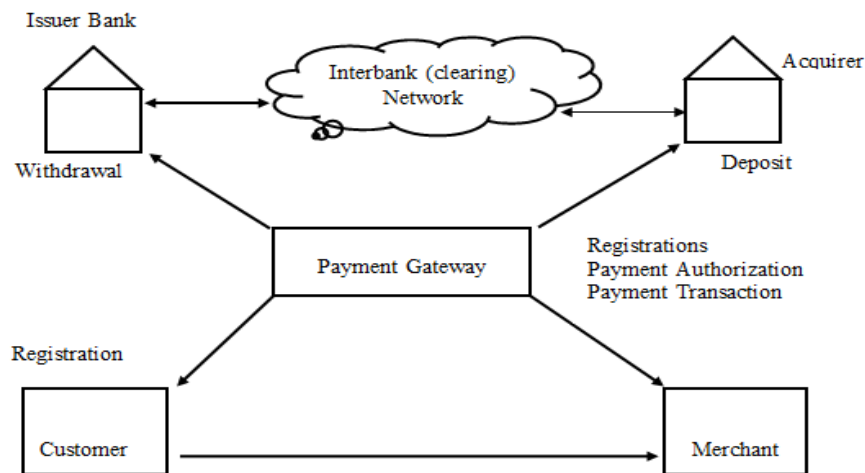 Issuer Bank
Interbank (clearing)
Network
Acquirer
Withdrawal
Deposit
Payment Gateway
Registrations
Payment Authorization
Payment Transaction
Registration
Customer
Merchant